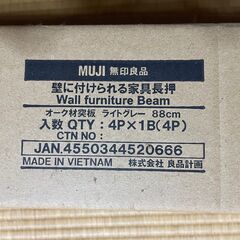 MUJI 無印良品
壁に付けられる家具長押
Wall furniture Beam
オーク材突板 ライトグレー 88cm
入数 QTY : 4P×1B(4P)
CTN NO :
JAN.4550344520666
MADE IN VIETNAM 株式会社 良品計画